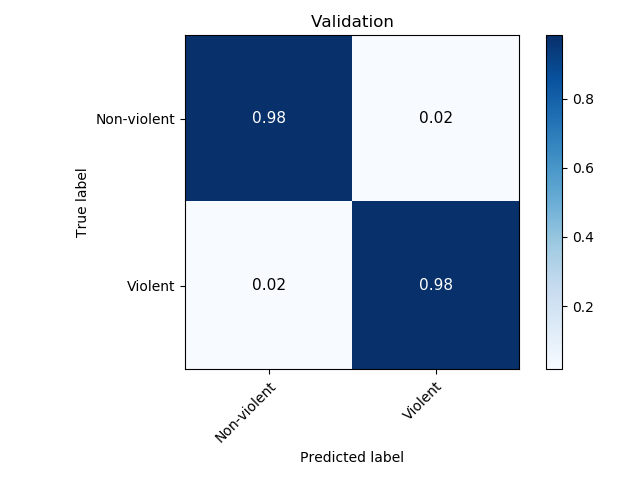 Validation
Non-violent
0.98
0.02
0.8
0.6
True label
0.4
Violent
0.02
0.98
0.2
Non-violent
Violent
Predicted label